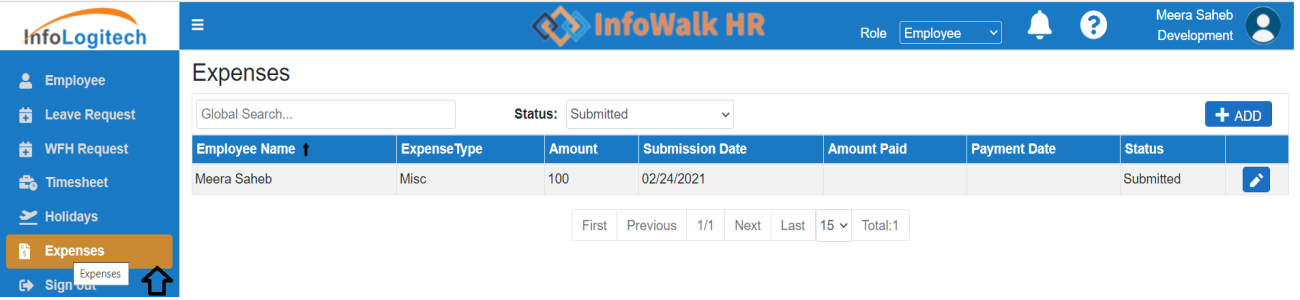 InfoLogitech
InfoWalk HR
Role Employee
Meera Saheb
Development
Employee
Leave Request
WFH Request
Timesheet
Holidays
Expenses
Expenses
Sign out
Expenses
Global Search... Status: Submitted ADD
Employee Name ExpenseType Amount Submission Date Amount Paid Payment Date Status
Meera Saheb Misc 100 02/24/2021 Submitted
First Previous 1/1 Next Last 15 Total:1